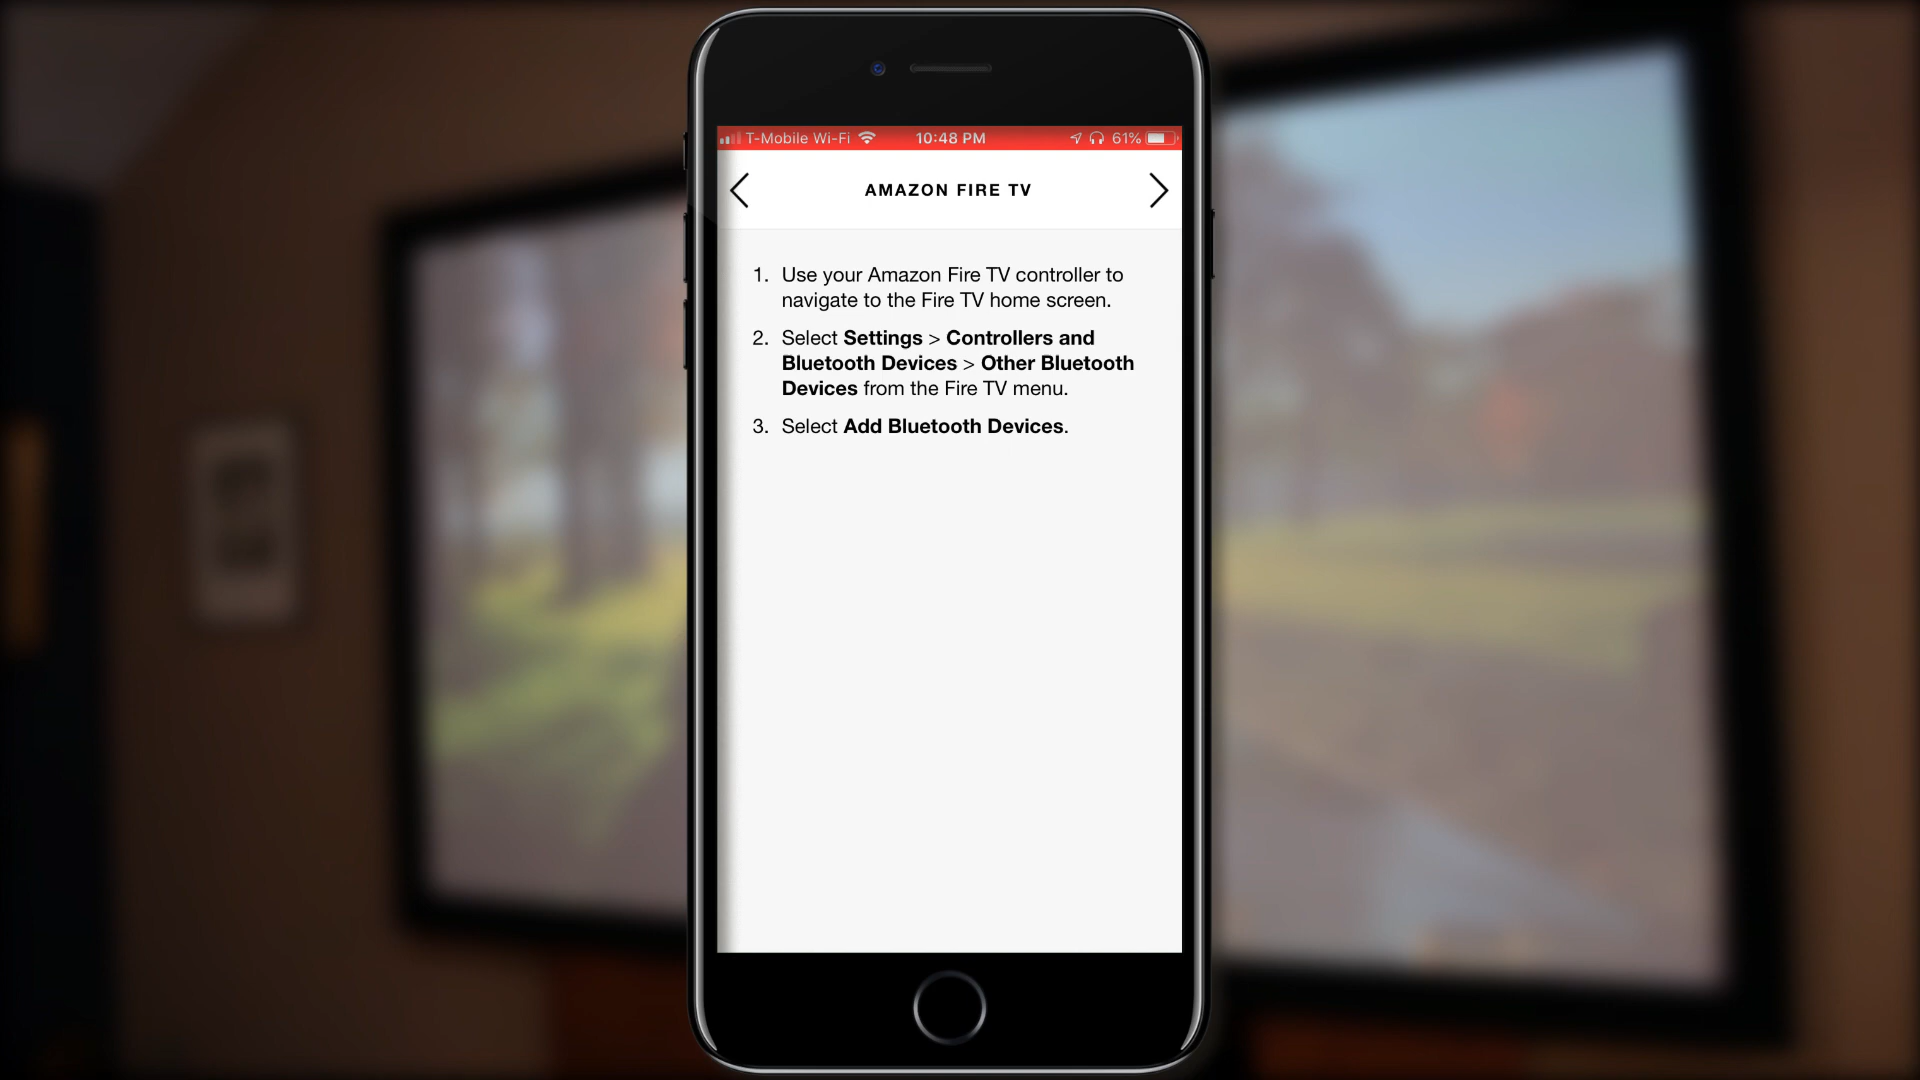 T-Mobile Wi-Fi 10:48 PM 61%
AMAZON FIRE TV
1. Use your Amazon Fire TV controller to
navigate to the Fire TV home screen.
2. Select Settings > Controllers and
Bluetooth Devices > Other Bluetooth
Devices from the Fire TV menu.
3. Select Add Bluetooth Devices.